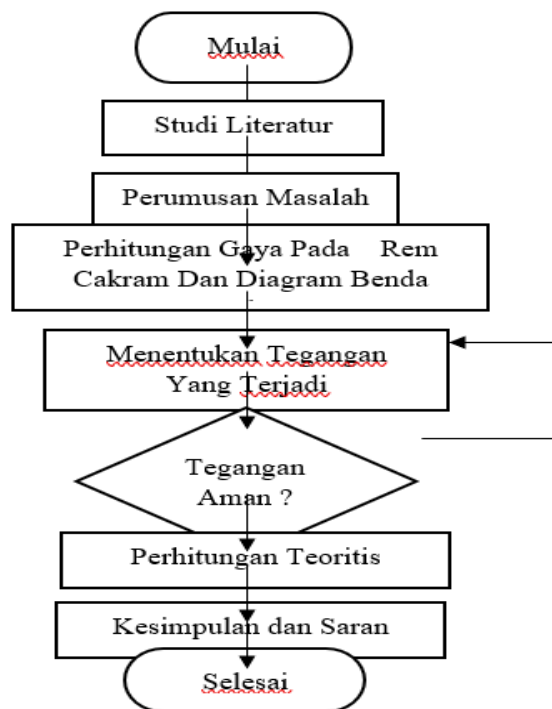 Mulai
Studi Literatur
Perumusan Masalah
Perhitungan Gaya Pada Rem
Cakram Dan Diagram Benda
Menentukan Tegangan
Yang Terjadi
Tegangan
Aman ?
Perhitungan Teoritis
Kesimpulan dan Saran
Selesai